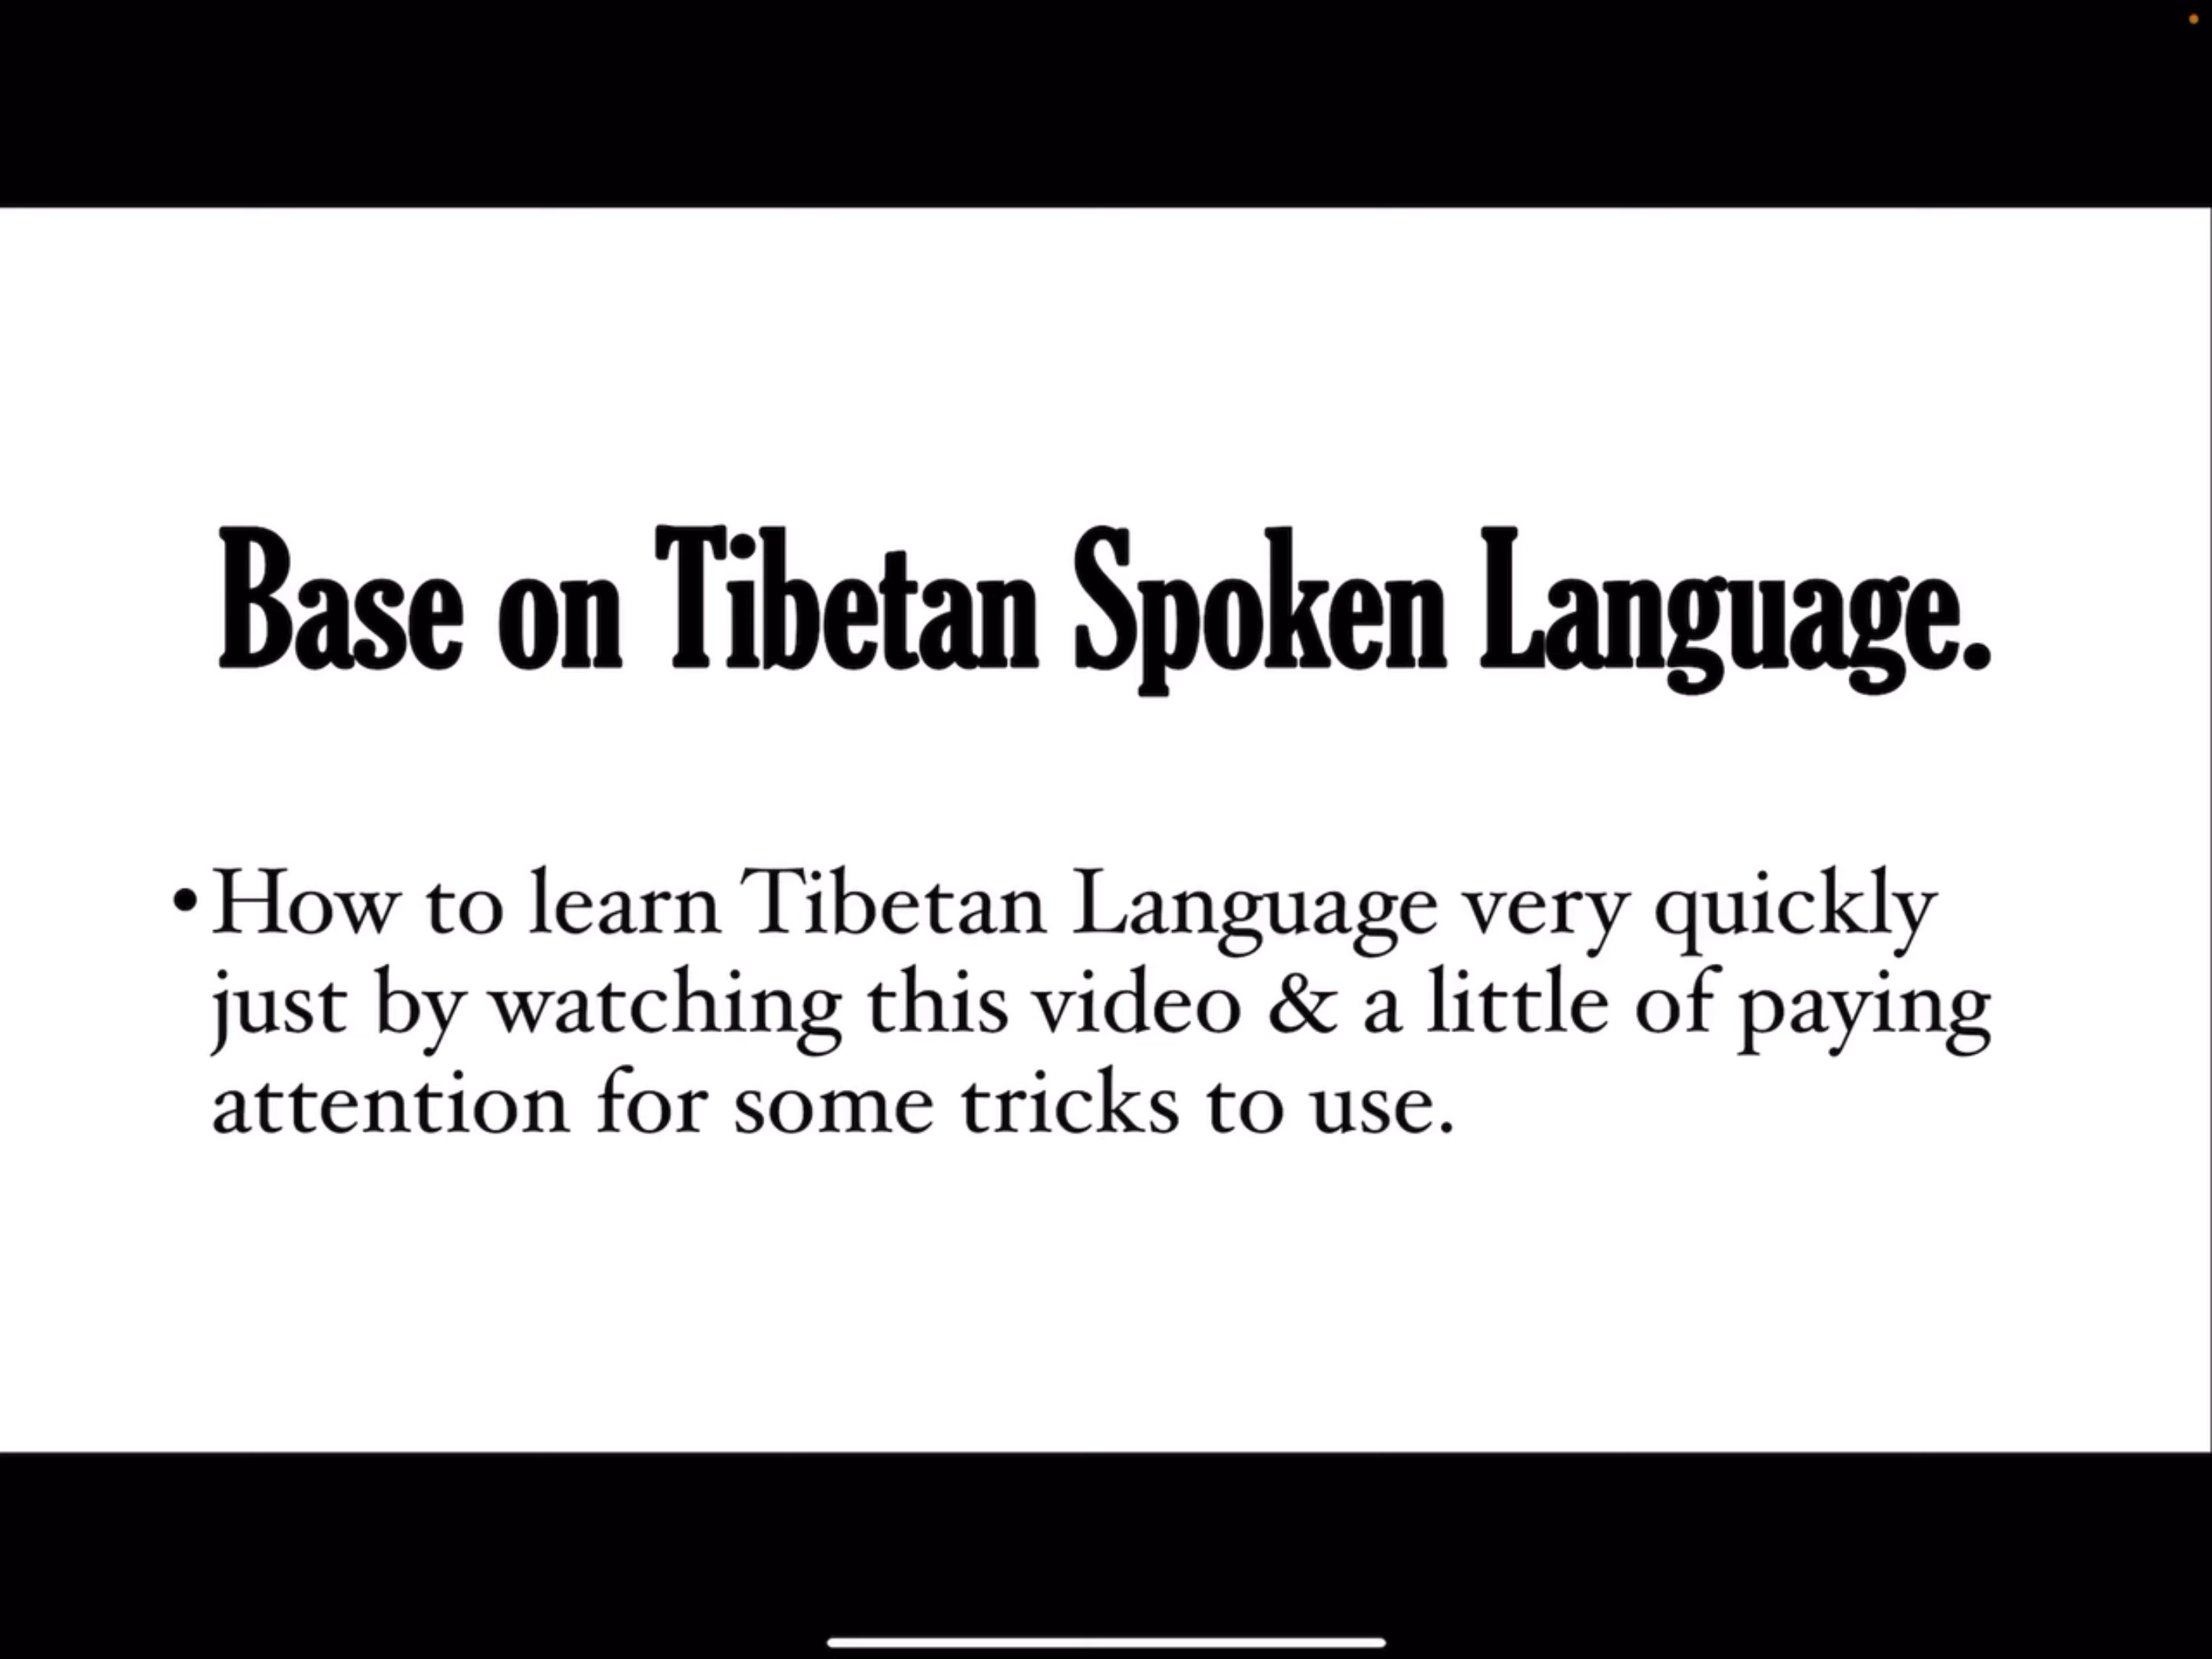 Base on Tibetan Spoken Language.
• How to learn Tibetan Language very quickly
just by watching this video & a little of paying
attention for some tricks to use.